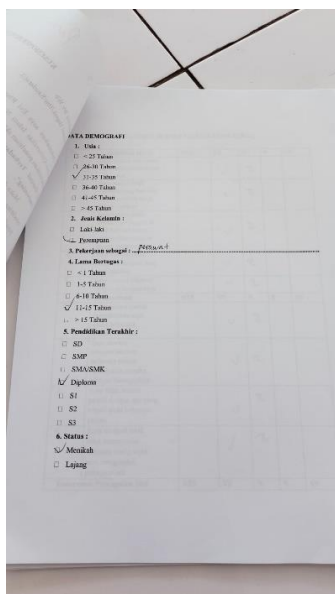 DATA DEMOGRAFI
1. Usia :
< 25 Tahun
26-30 Tahun
31-35 Tahun
36-40 Tahun
41-45 Tahun
> 45 Tahun
2. Jenis Kelamin :
Laki-laki
Perempuan
3. Pekerjaan sebagai : perawat
4. Lama Bertugas :
< 1 Tahun
1-5 Tahun
6-10 Tahun
11-15 Tahun
> 15 Tahun
5. Pendidikan Terakhir :
SD
SMP
SMA/SMK
Diploma
S1
S2
S3
6. Status :
Menikah
Lajang